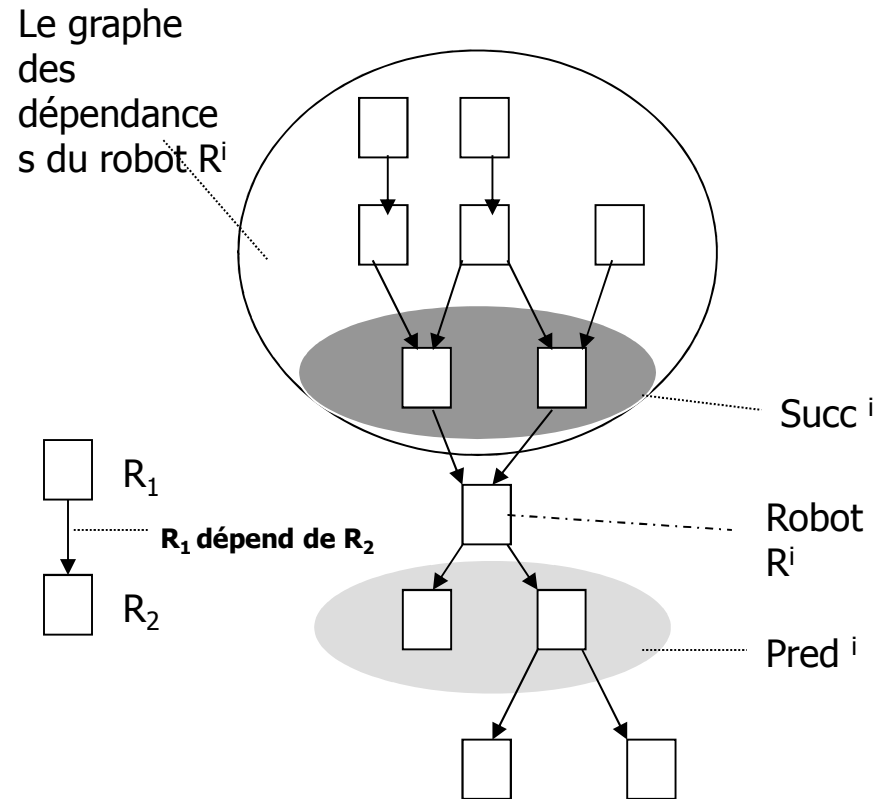 Le graphe
des
dépendance
s du robot Rⁱ
Succ ⁱ
R₁
R₁ dépend de R₂
Robot
Rⁱ
R₂
Pred ⁱ